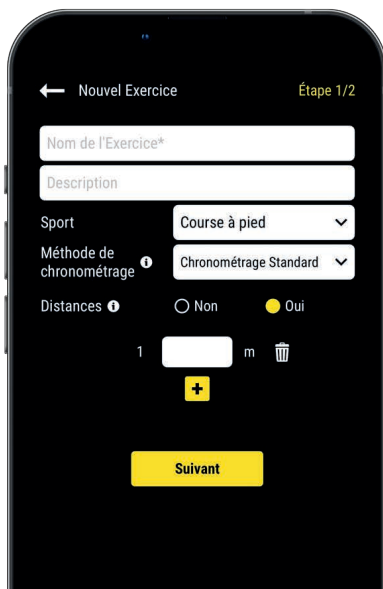 Nouvel Exercice Étape 1/2
Nom de l'Exercice*
Description
Sport Course à pied
Méthode de chronométrage Chronométrage Standard
Distances Non Oui
1 m
Suivant